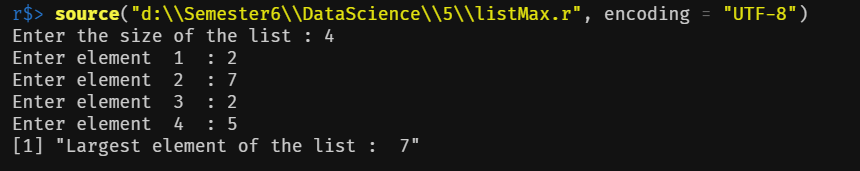 r$> source("d:\\Semester6\\DataScience\\5\\listMax.r", encoding = "UTF-8")
Enter the size of the list : 4
Enter element  1  : 2
Enter element  2  : 7
Enter element  3  : 2
Enter element  4  : 5
[1] "Largest element of the list :  7"